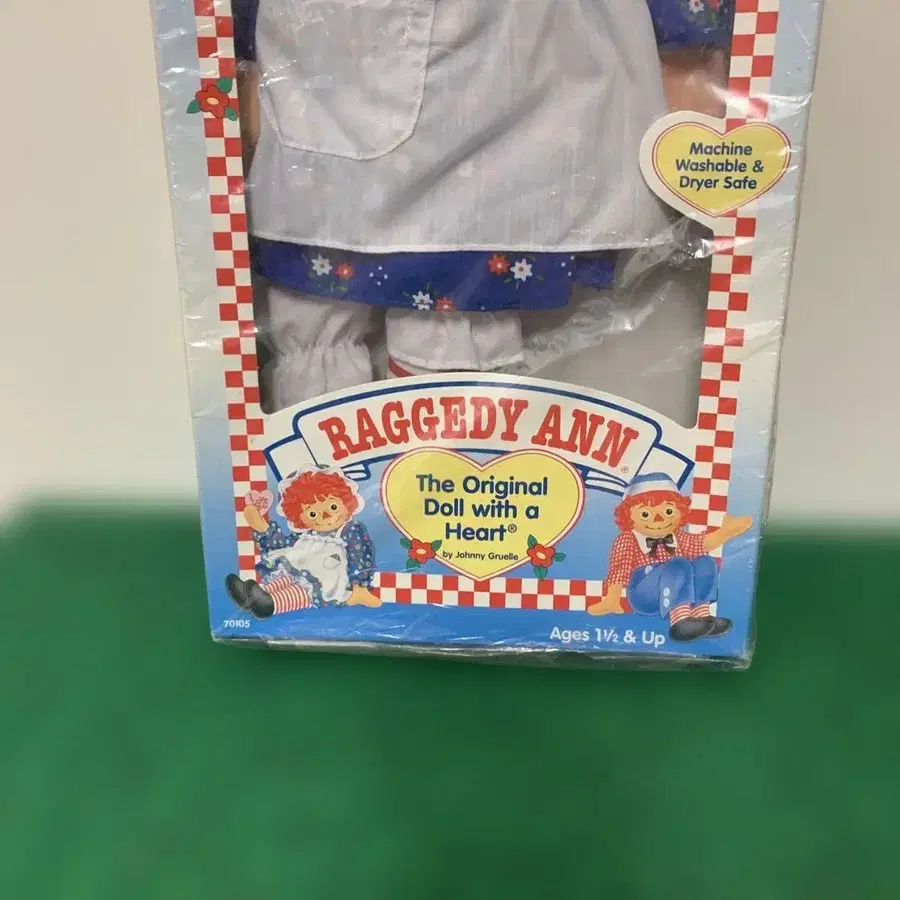 Machine
Washable &
Dryer Safe
RAGGEDY ANN®
The Original
Doll with a
Heart®
by Johnny Gruelle
70105
Ages 1½ & Up